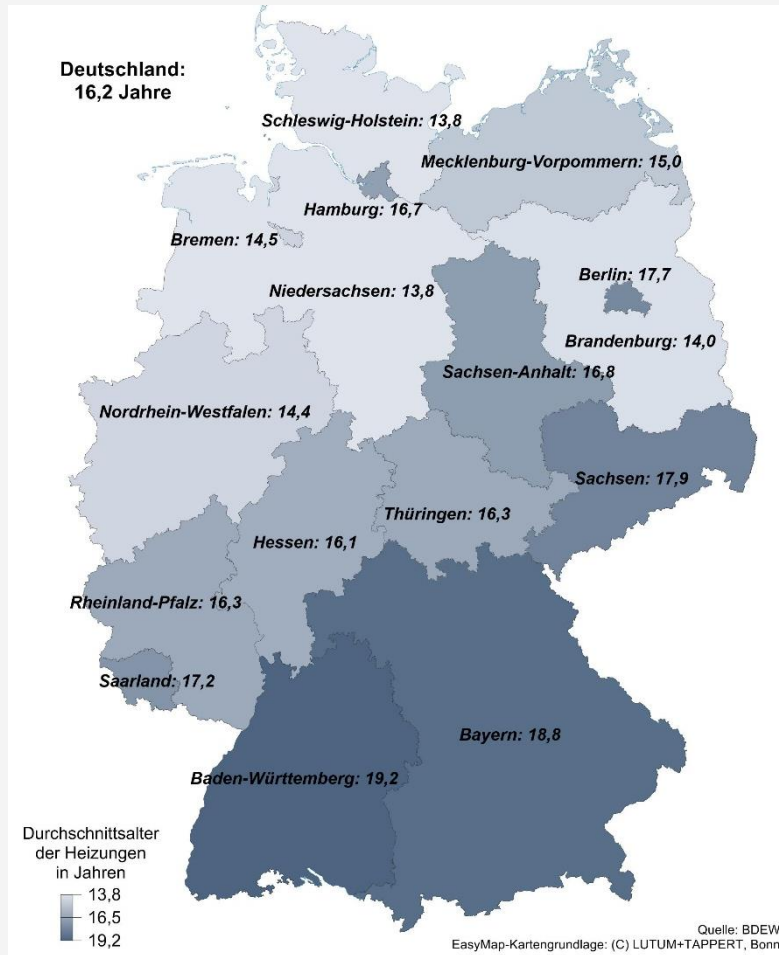 Deutschland:
16,2 Jahre
Schleswig-Holstein: 13,8
Mecklenburg-Vorpommern: 15,0
Hamburg: 16,7
Bremen: 14,5
Berlin: 17,7
Niedersachsen: 13,8
Brandenburg: 14,0
Sachsen-Anhalt: 16,8
Nordrhein-Westfalen: 14,4
Sachsen: 17,9
Thüringen: 16,3
Hessen: 16,1
Rheinland-Pfalz: 16,3
Saarland: 17,2
Bayern: 18,8
Baden-Württemberg: 19,2
Durchschnittsalter
der Heizungen
in Jahren
13,8
16,5
19,2
Quelle: BDEW
EasyMap-Kartengrundlage: (C) LUTUM+TAPPERT, Bonn